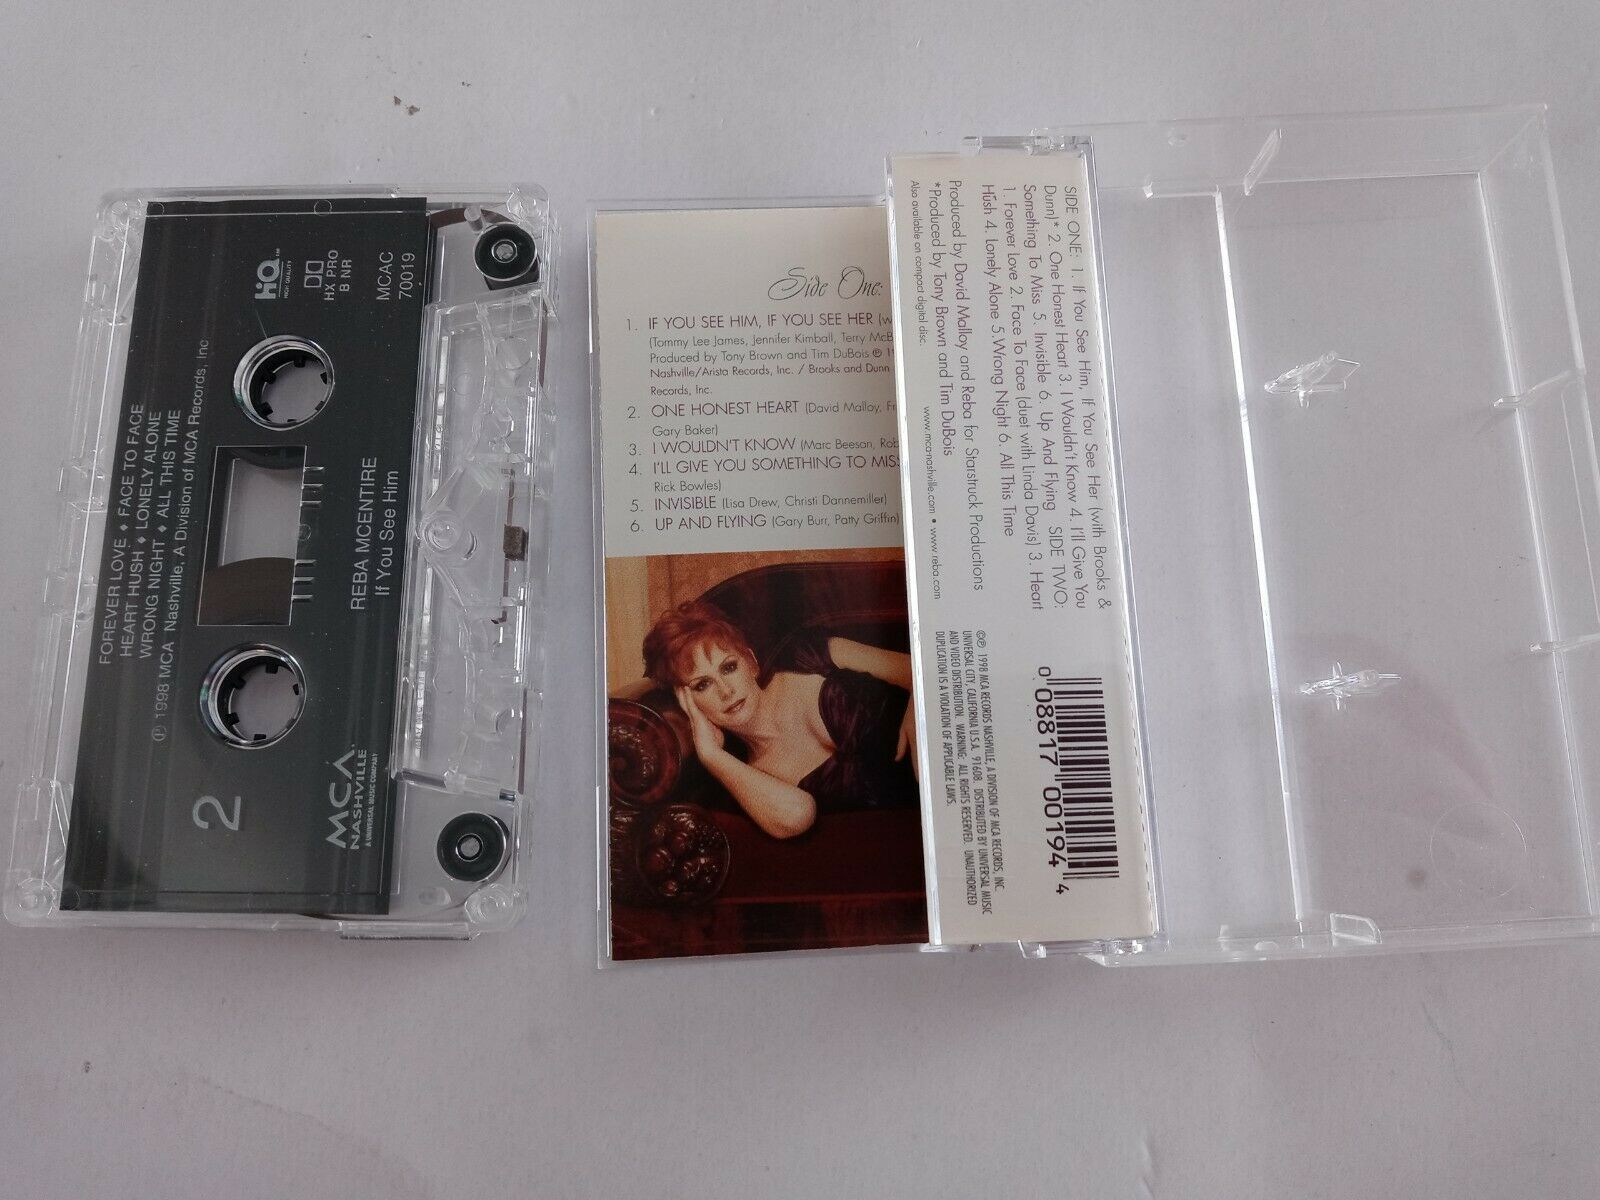 HQ™
HIGH QUALITY
HX PRO
B NR
MCAC
70019
FOREVER LOVE ♦ FACE TO FACE
HEART HUSH ♦ LONELY ALONE
WRONG NIGHT ♦ ALL THIS TIME
℗ 1998 MCA Nashville, A Division of MCA Records, Inc.
REBA MCENTIRE
If You See Him
2
MCA
NASHVILLE
A UNIVERSAL MUSIC COMPANY
Side One:
1. IF YOU SEE HIM, IF YOU SEE HER (w
(Tommy Lee James, Jennifer Kimball, Terry McB
Produced by Tony Brown and Tim DuBois ℗ 1
Nashville/Arista Records, Inc. / Brooks and Dunn
Records, Inc.
2. ONE HONEST HEART (David Malloy, Fr
Gary Baker)
3. I WOULDN'T KNOW (Marc Beeson, Rob
4. I'LL GIVE YOU SOMETHING TO MISS
Rick Bowles)
5. INVISIBLE (Lisa Drew, Christi Dannemiller)
6. UP AND FLYING (Gary Burr, Patty Griffin)
SIDE ONE: 1. If You See Him, If You See Her (with Brooks &
Dunn)* 2. One Honest Heart 3. I Wouldn't Know 4. I'll Give You
Something To Miss 5. Invisible 6. Up And Flying SIDE TWO:
1. Forever Love 2. Face To Face (duet with Linda Davis) 3. Heart
Hush 4. Lonely Alone 5.Wrong Night 6. All This Time
Produced by David Malloy and Reba for Starstruck Productions
*Produced by Tony Brown and Tim DuBois
Also available on compact digital disc.
www.mca-nashville.com • www.reba.com
©℗ 1998 MCA RECORDS NASHVILLE, A DIVISION OF MCA RECORDS, INC.
UNIVERSAL CITY, CALIFORNIA U.S.A. 91608. DISTRIBUTED BY UNIVERSAL MUSIC
AND VIDEO DISTRIBUTION. WARNING: ALL RIGHTS RESERVED. UNAUTHORIZED
DUPLICATION IS A VIOLATION OF APPLICABLE LAWS.
0 08817 00194 4